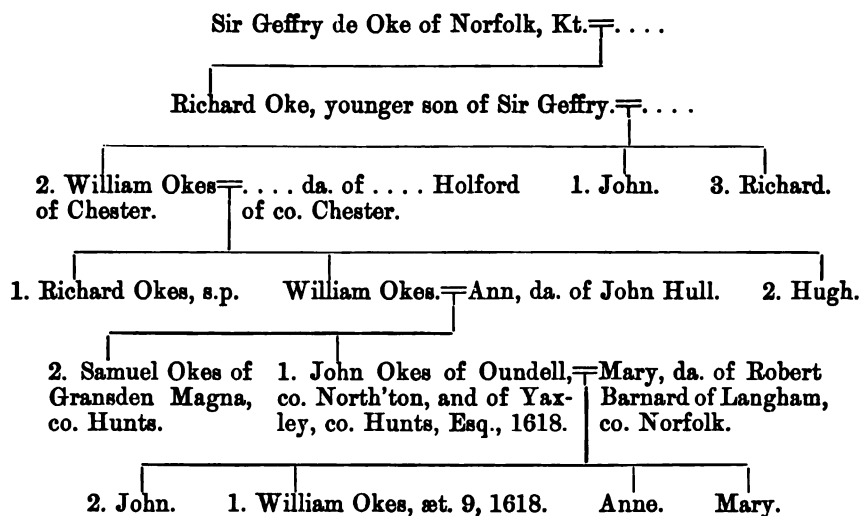 Sir Geffry de Oke of Norfolk, Kt.=. . . .
Richard Oke, younger son of Sir Geffry.=. . . .
2. William Okes=. . . . da. of . . . . Holford 1. John. 3. Richard.
of Chester. of co. Chester.
1. Richard Okes, s.p. William Okes.=Ann, da. of John Hull. 2. Hugh.
2. Samuel Okes of 1. John Okes of Oundell,=Mary, da. of Robert
Gransden Magna, co. North'ton, and of Yax- Barnard of Langham,
co. Hunts. ley, co. Hunts, Esq., 1618. co. Norfolk.
2. John. 1. William Okes, æt. 9, 1618. Anne. Mary.